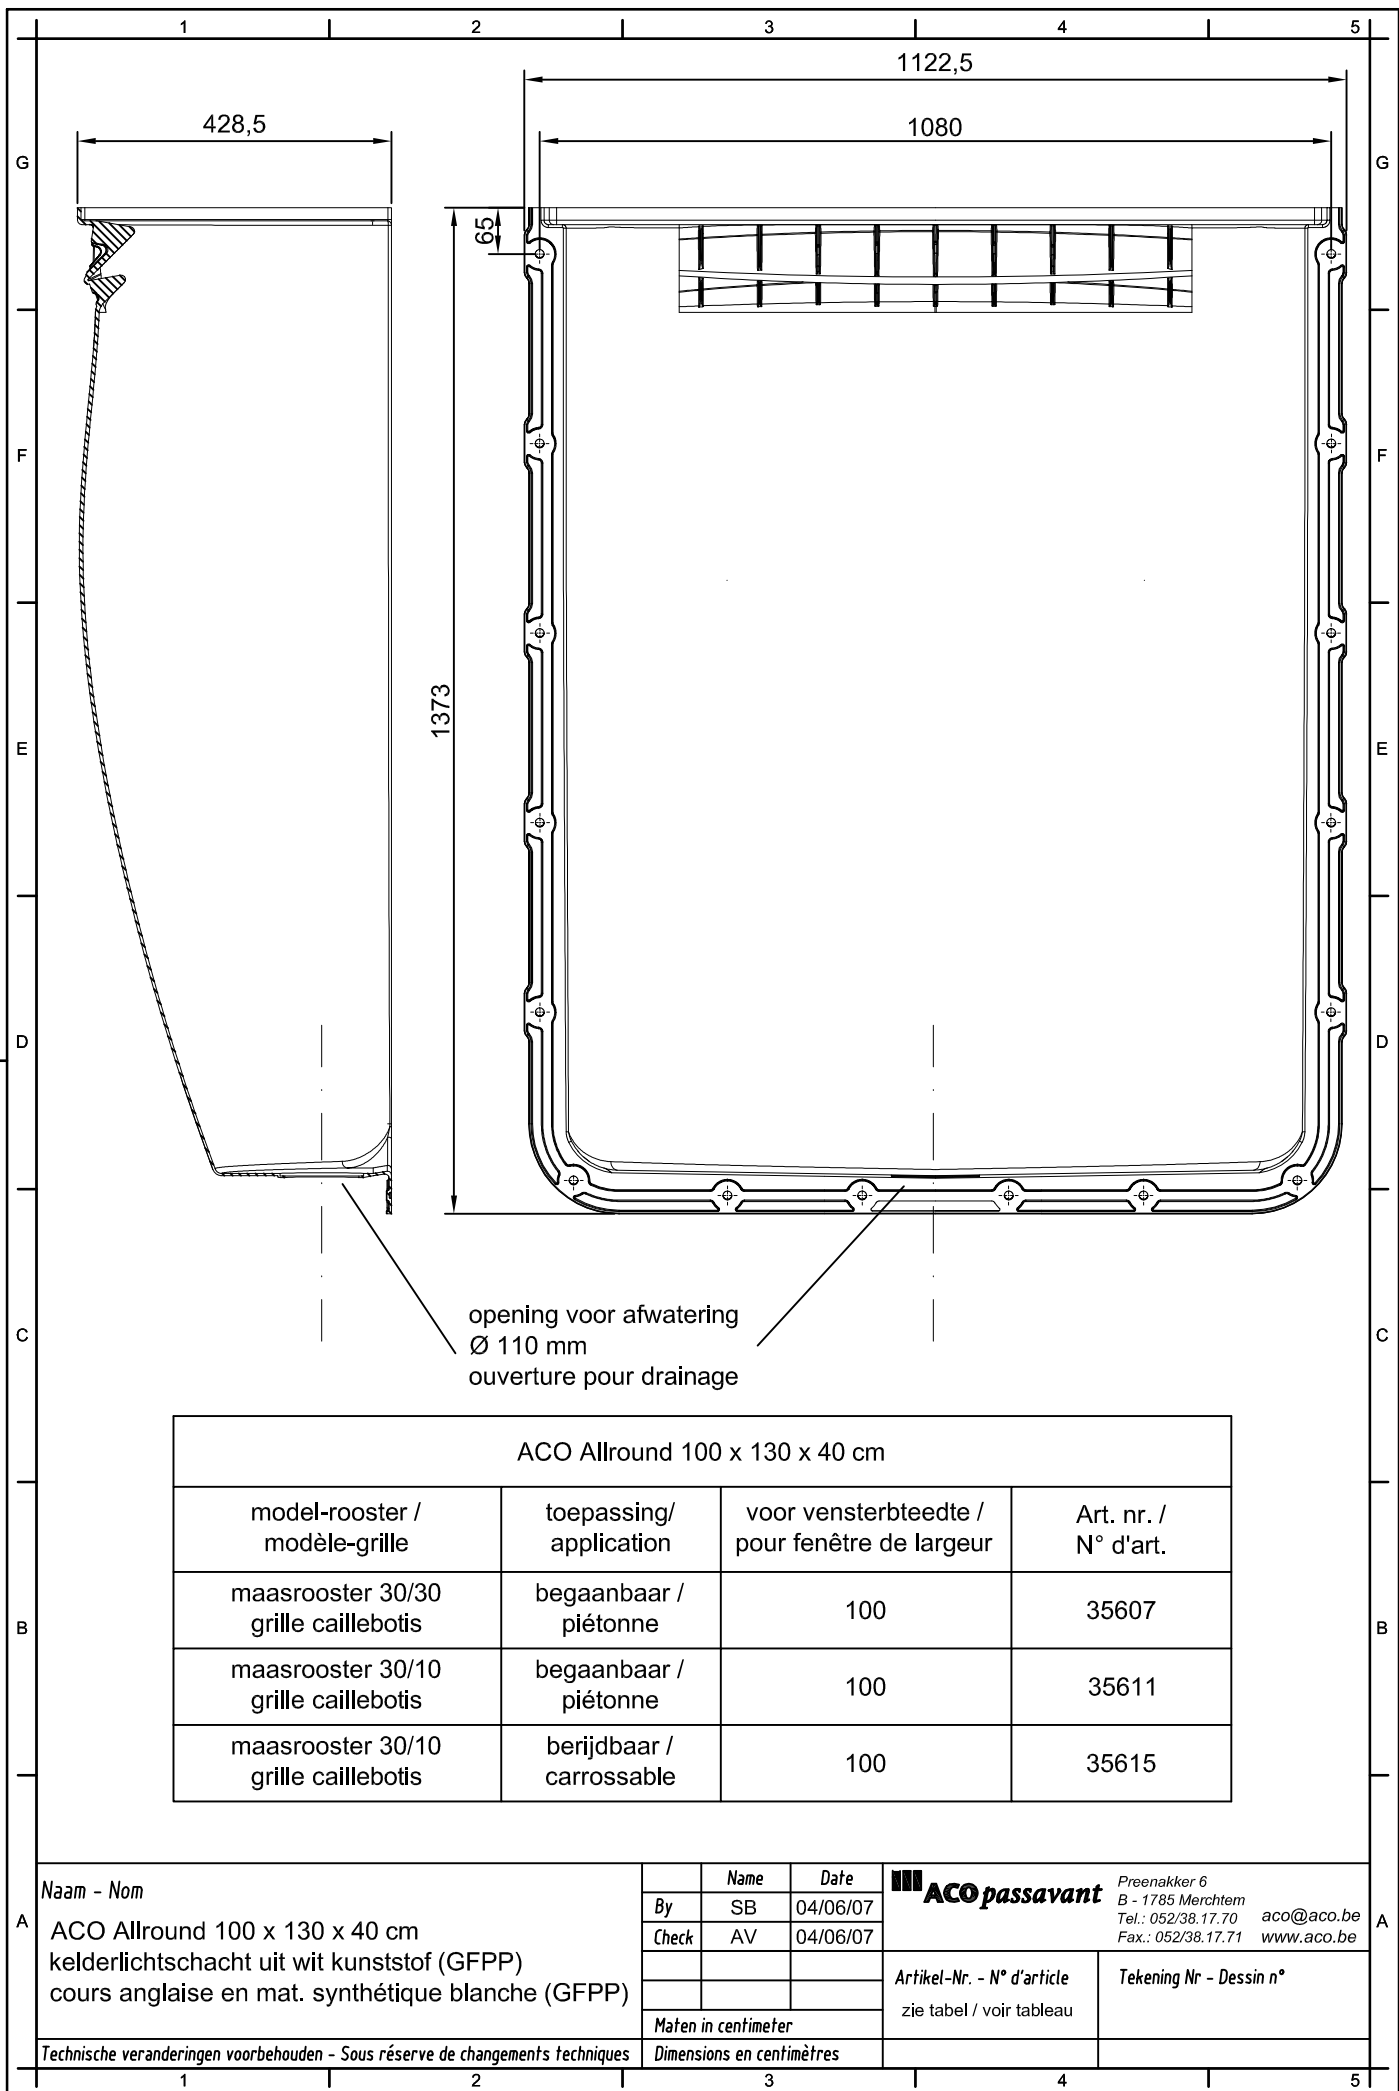 1 2 3 4 5
1122,5
428,5
1080
G G
65
F F
1373
E E
D D
opening voor afwatering
Ø 110 mm
ouverture pour drainage
C C
ACO Allround 100 x 130 x 40 cm
model-rooster / modèle-grille
toepassing/ application
voor vensterbteedte / pour fenêtre de largeur
Art. nr. / N° d'art.
maasrooster 30/30 grille caillebotis
begaanbaar / piétonne
100
35607
B B
maasrooster 30/10 grille caillebotis
begaanbaar / piétonne
100
35611
maasrooster 30/10 grille caillebotis
berijdbaar / carrossable
100
35615
Naam - Nom
ACO Allround 100 x 130 x 40 cm
kelderlichtschacht uit wit kunststof (GFPP)
cours anglaise en mat. synthétique blanche (GFPP)
Technische veranderingen voorbehouden - Sous réserve de changements techniques
Name Date
By SB 04/06/07
Check AV 04/06/07
Maten in centimeter
Dimensions en centimètres
ACO passavant
Preenakker 6
B - 1785 Merchtem
Tel.: 052/38.17.70 aco@aco.be
Fax.: 052/38.17.71 www.aco.be
Artikel-Nr. - N° d'article
zie tabel / voir tableau
Tekening Nr - Dessin n°
A A
1 2 3 4 5